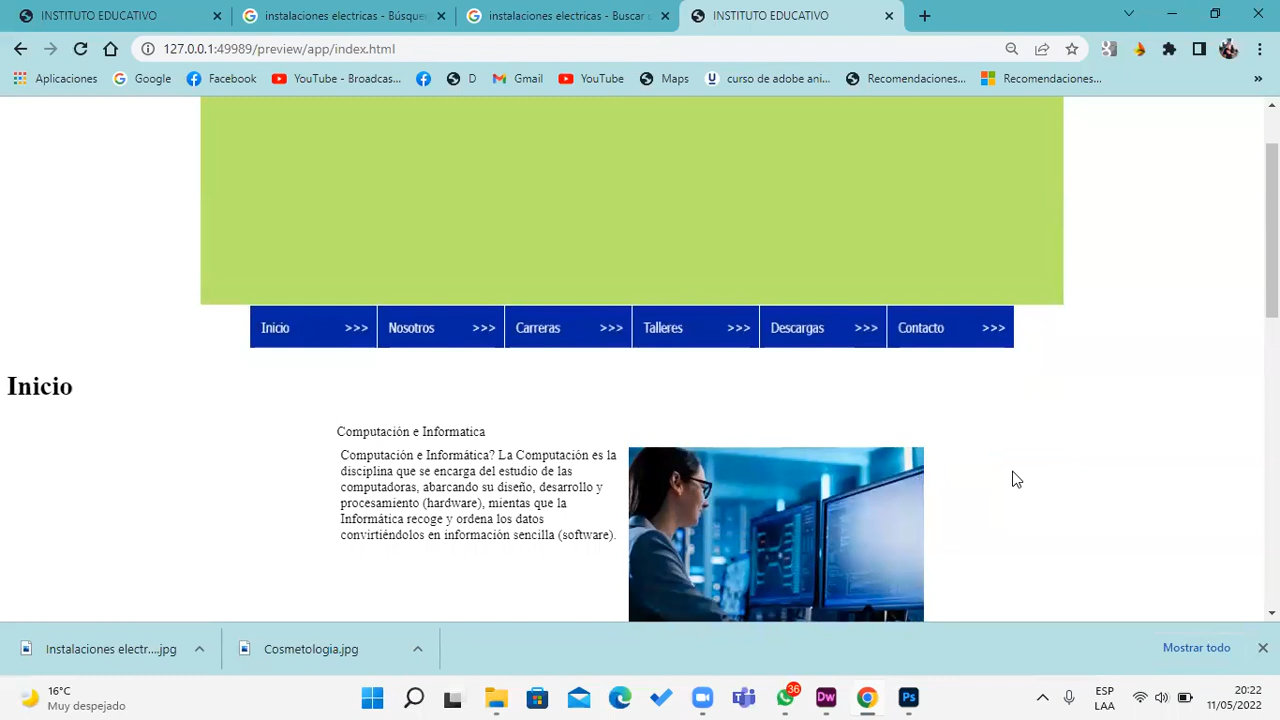 INSTITUTO EDUCATIVO
instalaciones electricas - Búsque
instalaciones electricas - Buscar c
INSTITUTO EDUCATIVO
127.0.0.1:49989/preview/app/index.html
Aplicaciones
Google
Facebook
YouTube - Broadcas...
D
Gmail
YouTube
Maps
curso de adobe ani...
Recomendaciones...
Recomendaciones...
»
Inicio >>>
Nosotros >>>
Carreras >>>
Talleres >>>
Descargas >>>
Contacto >>>
Inicio
Computación e Informatica
Computación e Informática? La Computación es la
disciplina que se encarga del estudio de las
computadoras, abarcando su diseño, desarrollo y
procesamiento (hardware), mientas que la
Informática recoge y ordena los datos
convirtiéndolos en información sencilla (software).
Instalaciones electr....jpg
Cosmetologia.jpg
Mostrar todo
16°C
Muy despejado
36
Dw
Ps
ESP
LAA
20:22
11/05/2022